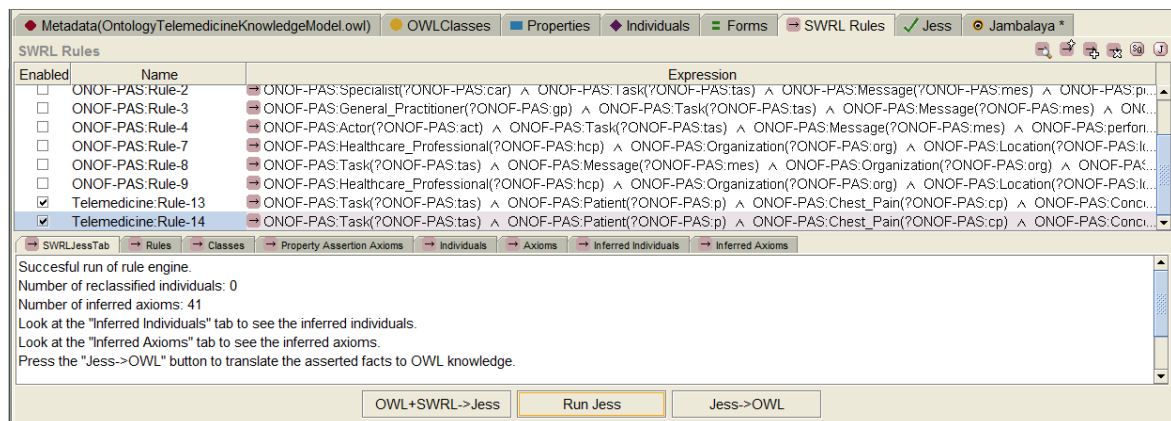 Metadata(OntologyTelemedicineKnowledgeModel.owl) OWLClasses Properties Individuals Forms SWRL Rules Jess Jambalaya *
SWRL Rules
Enabled Name Expression
ONOF-PAS:Rule-2 ONOF-PAS:Specialist(?ONOF-PAS:car) ∧ ONOF-PAS:Task(?ONOF-PAS:tas) ∧ ONOF-PAS:Message(?ONOF-PAS:mes) ∧ ONOF-PAS:pi...
ONOF-PAS:Rule-3 ONOF-PAS:General_Practitioner(?ONOF-PAS:gp) ∧ ONOF-PAS:Task(?ONOF-PAS:tas) ∧ ONOF-PAS:Message(?ONOF-PAS:mes) ∧ ONO...
ONOF-PAS:Rule-4 ONOF-PAS:Actor(?ONOF-PAS:act) ∧ ONOF-PAS:Task(?ONOF-PAS:tas) ∧ ONOF-PAS:Message(?ONOF-PAS:mes) ∧ ONOF-PAS:perfori...
ONOF-PAS:Rule-7 ONOF-PAS:Healthcare_Professional(?ONOF-PAS:hcp) ∧ ONOF-PAS:Organization(?ONOF-PAS:org) ∧ ONOF-PAS:Location(?ONOF-PAS:lo...
ONOF-PAS:Rule-8 ONOF-PAS:Task(?ONOF-PAS:tas) ∧ ONOF-PAS:Message(?ONOF-PAS:mes) ∧ ONOF-PAS:Organization(?ONOF-PAS:org) ∧ ONOF-PAS:...
ONOF-PAS:Rule-9 ONOF-PAS:Healthcare_Professional(?ONOF-PAS:hcp) ∧ ONOF-PAS:Organization(?ONOF-PAS:org) ∧ ONOF-PAS:Location(?ONOF-PAS:lo...
Telemedicine:Rule-13 ONOF-PAS:Task(?ONOF-PAS:tas) ∧ ONOF-PAS:Patient(?ONOF-PAS:p) ∧ ONOF-PAS:Chest_Pain(?ONOF-PAS:cp) ∧ ONOF-PAS:Conci...
Telemedicine:Rule-14 ONOF-PAS:Task(?ONOF-PAS:tas) ∧ ONOF-PAS:Patient(?ONOF-PAS:p) ∧ ONOF-PAS:Chest_Pain(?ONOF-PAS:cp) ∧ ONOF-PAS:Conci...
SWRLJessTab Rules Classes Property Assertion Axioms Individuals Axioms Inferred Individuals Inferred Axioms
Succesful run of rule engine.
Number of reclassified individuals: 0
Number of inferred axioms: 41
Look at the "Inferred Individuals" tab to see the inferred individuals.
Look at the "Inferred Axioms" tab to see the inferred axioms.
Press the "Jess->OWL" button to translate the asserted facts to OWL knowledge.
OWL+SWRL->Jess Run Jess Jess->OWL